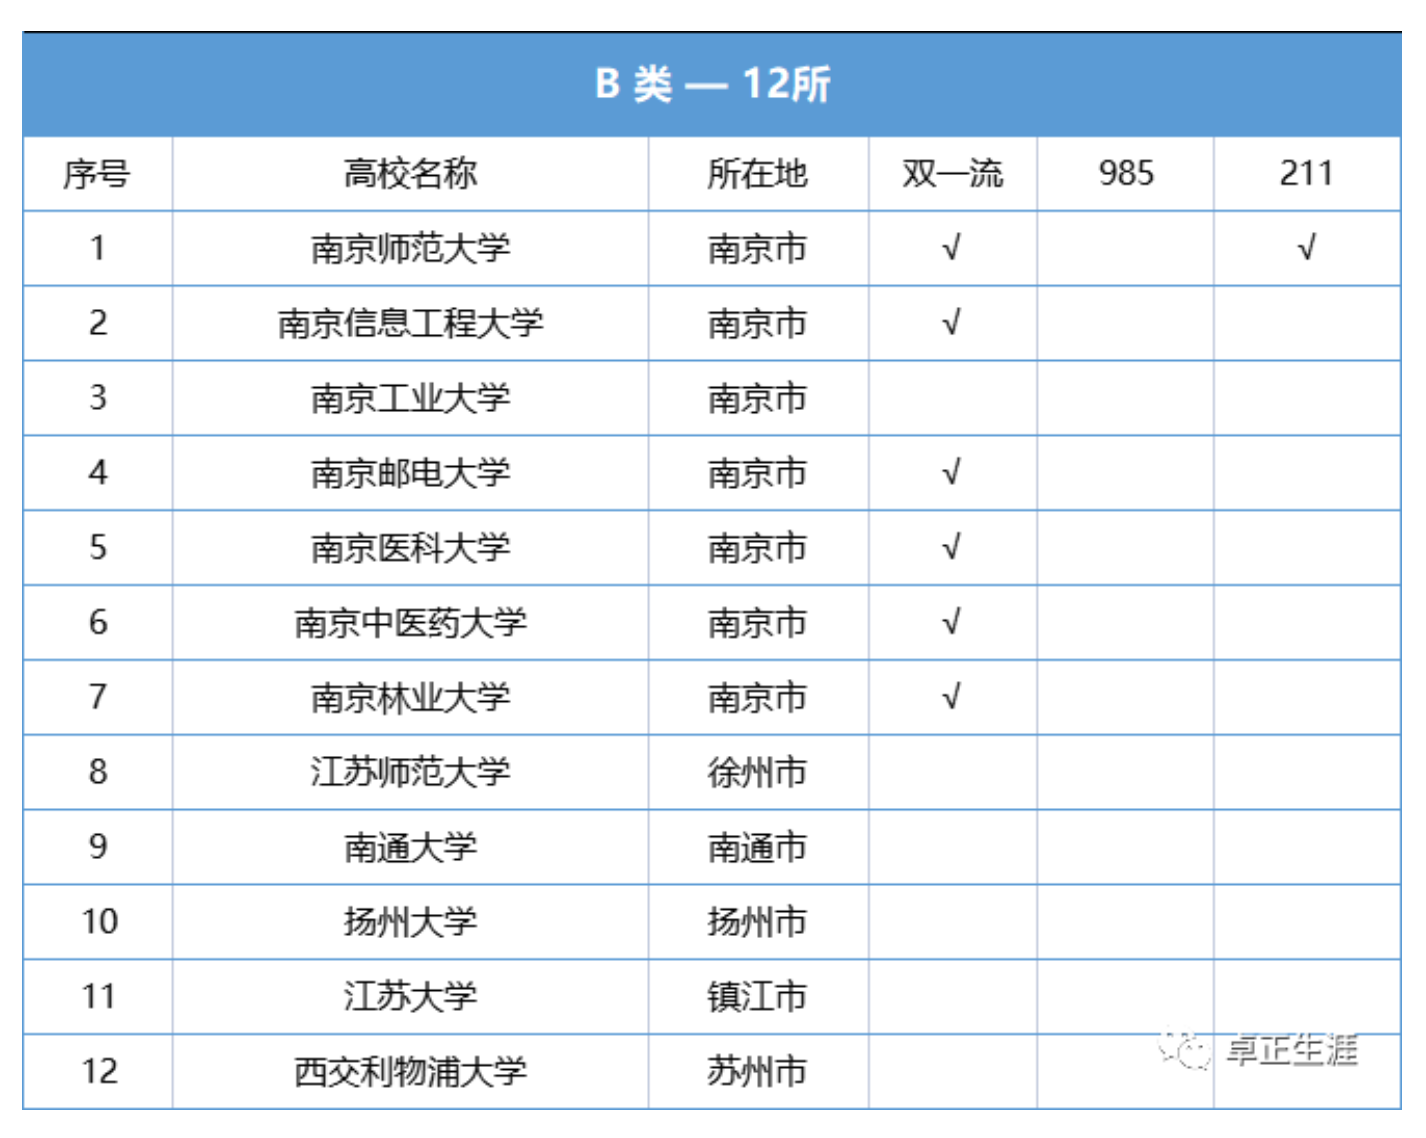 B 类 — 12所
序号 高校名称 所在地 双一流 985 211
1 南京师范大学 南京市 √ √
2 南京信息工程大学 南京市 √
3 南京工业大学 南京市
4 南京邮电大学 南京市 √
5 南京医科大学 南京市 √
6 南京中医药大学 南京市 √
7 南京林业大学 南京市 √
8 江苏师范大学 徐州市
9 南通大学 南通市
10 扬州大学 扬州市
11 江苏大学 镇江市
12 西交利物浦大学 苏州市
卓正生涯